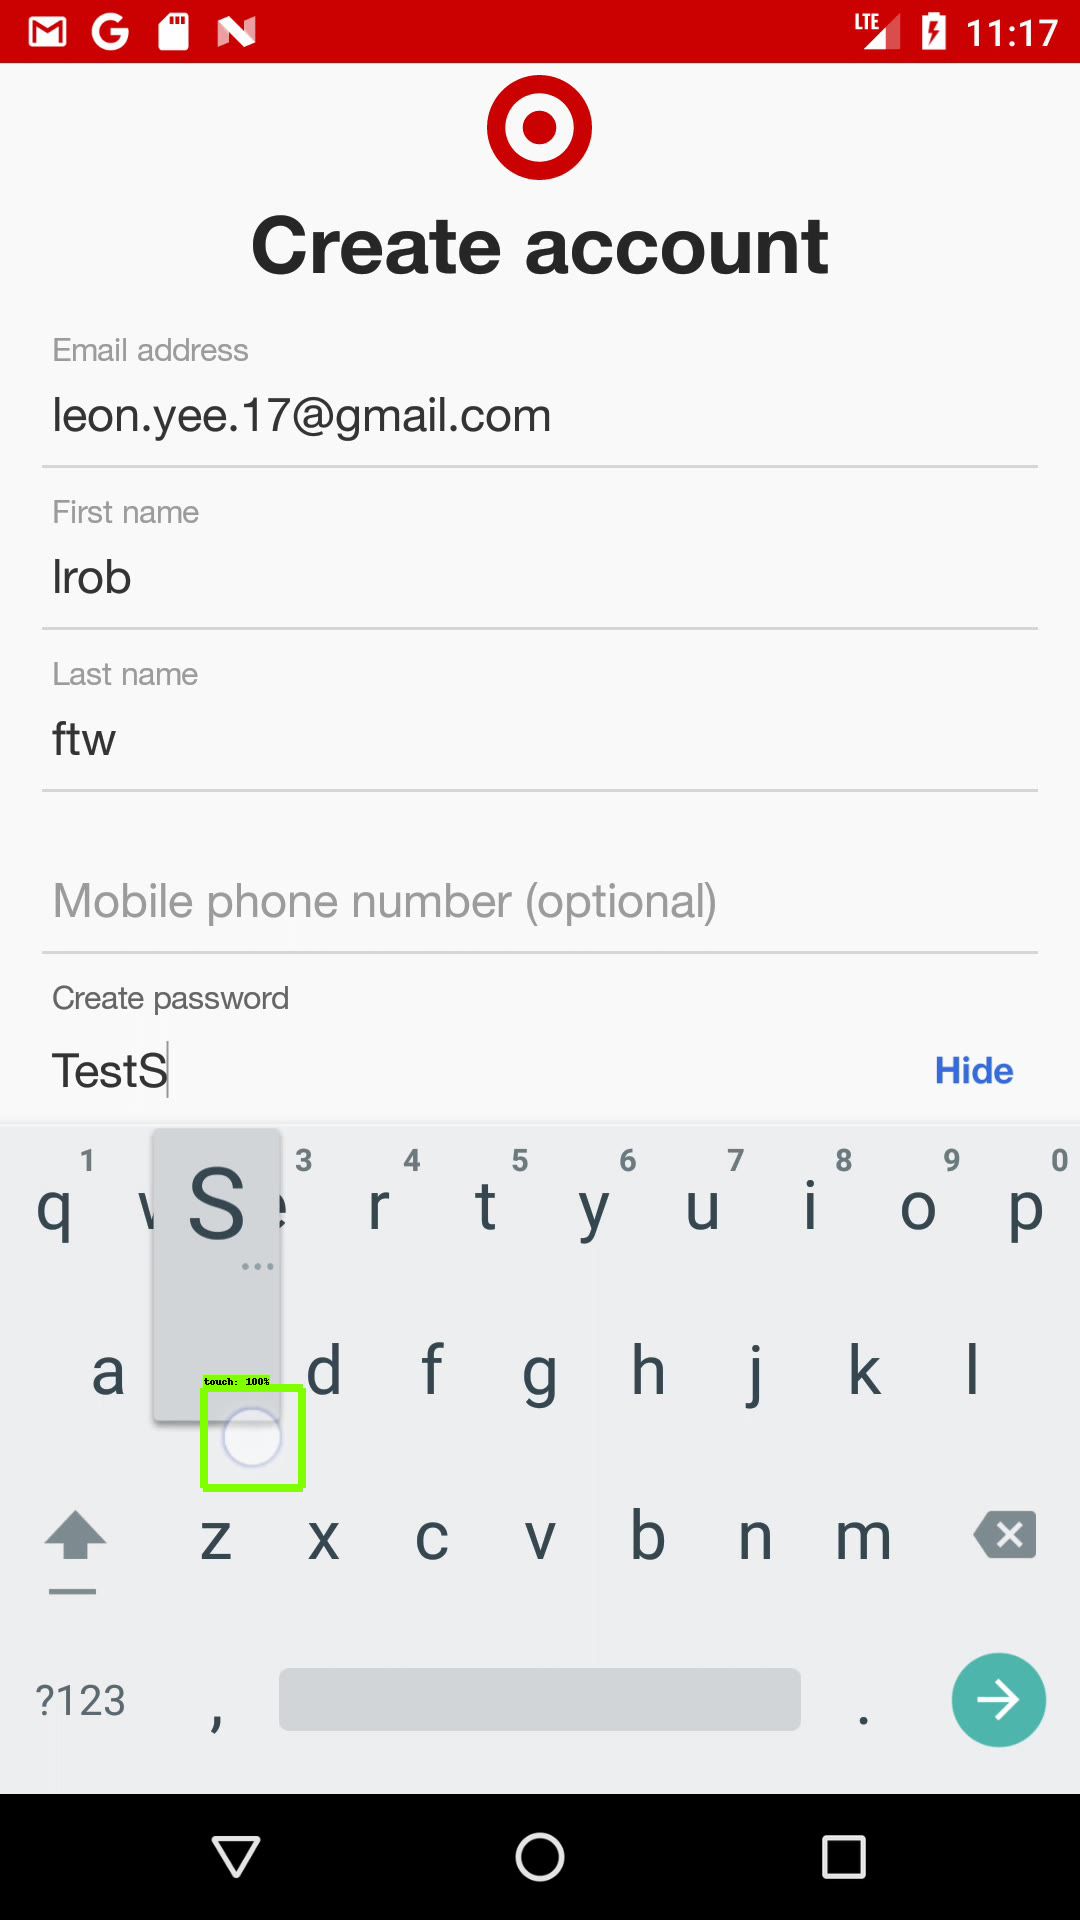 LTE 11:17
Create account
Email address
leon.yee.17@gmail.com
First name
lrob
Last name
ftw
Mobile phone number (optional)
Create password
TestS
Hide
1 3 4 5 6 7 8 9 0
q S r t y u i o p
a d f g h j k l
touch: 100%
z x c v b n m
?123 , .